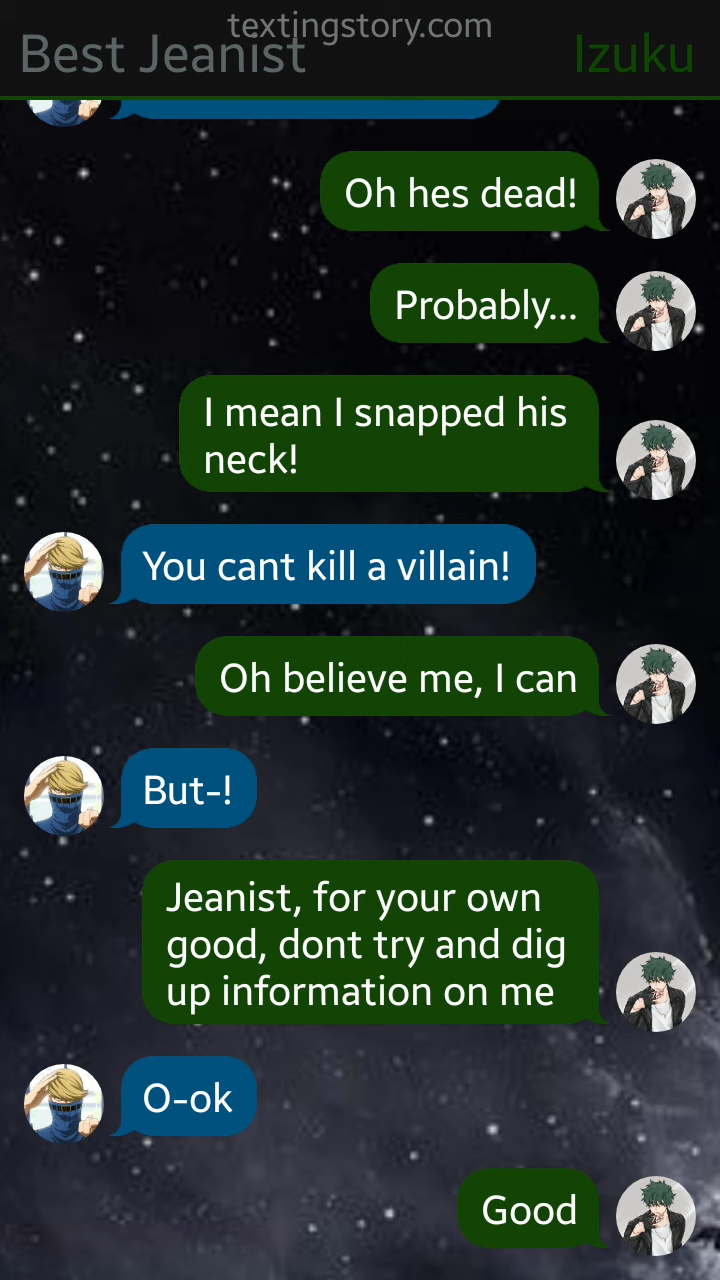 textingstory.com
Best Jeanist
Izuku
Oh hes dead!
Probably...
I mean I snapped his
neck!
You cant kill a villain!
Oh believe me, I can
But-!
Jeanist, for your own
good, dont try and dig
up information on me
O-ok
Good